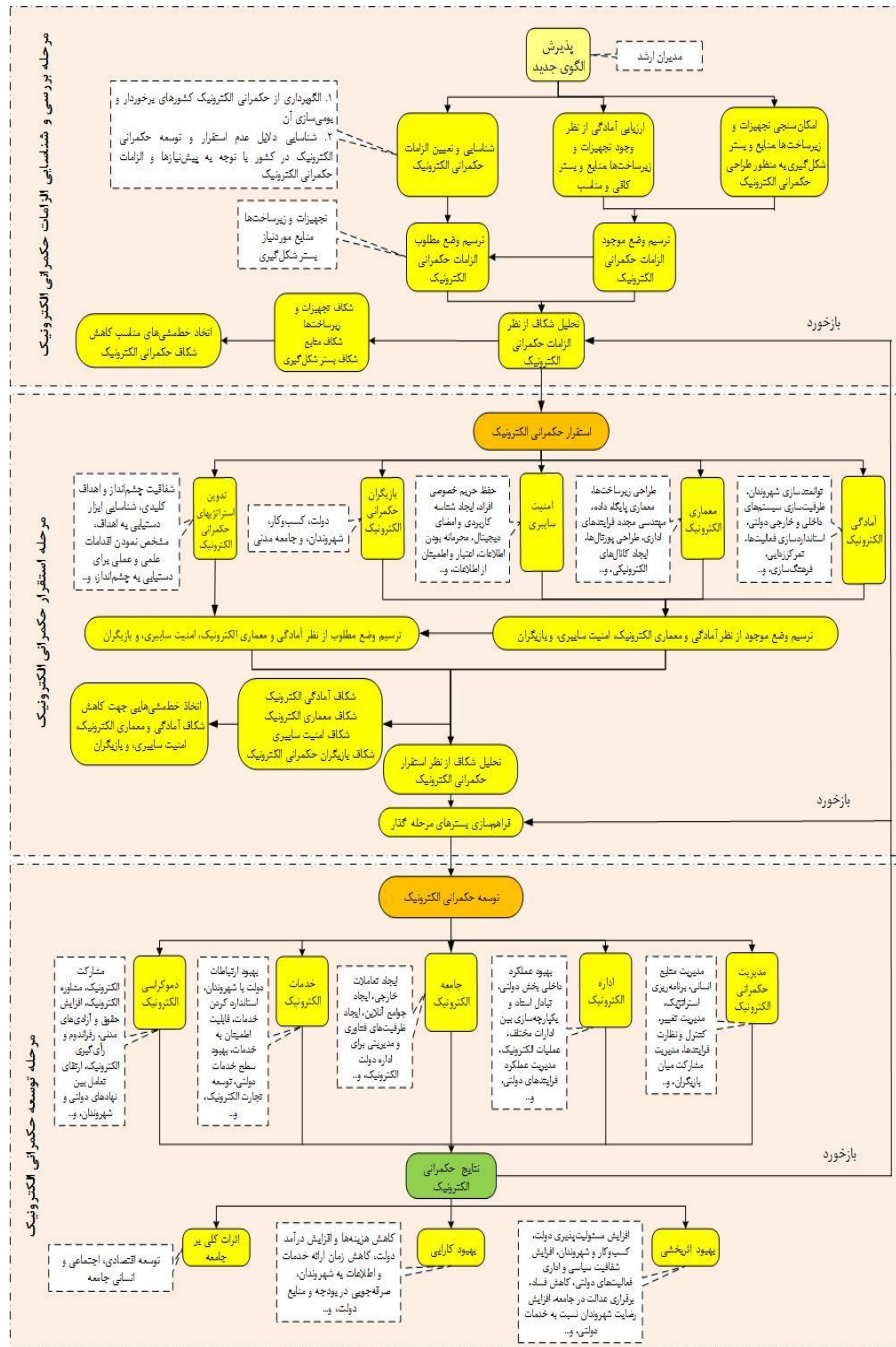 مرحله بررسی و شناسایی الزامات حکمرانی الکترونیک
پذیرش
الگوی جدید
مدیران ارشد
امکان‌سنجی تجهیزات و
زیرساخت‌ها، منابع و بستر
شکل‌گیری به منظور طراحی
حکمرانی الکترونیک
ارزیابی آمادگی از نظر
وجود تجهیزات و
زیرساخت‌ها، منابع و بستر
کافی و مناسب
شناسایی و تعیین الزامات
حکمرانی الکترونیک
۱. الگوبرداری از حکمرانی الکترونیک کشورهای برخوردار و
بومی‌سازی آن
۲. شناسایی دلایل عدم استقرار و توسعه حکمرانی
الکترونیک در کشور با توجه به پیش‌نیازها و الزامات
حکمرانی الکترونیک
ترسیم وضع موجود
الزامات حکمرانی
الکترونیک
ترسیم وضع مطلوب
الزامات حکمرانی
الکترونیک
تجهیزات و زیرساخت‌ها
منابع موردنیاز
بستر شکل‌گیری
بازخورد
تحلیل شکاف از نظر
الزامات حکمرانی
الکترونیک
شکاف تجهیزات و
زیرساخت‌ها
شکاف منابع
شکاف بستر شکل‌گیری
اتخاذ خط‌مشی‌های مناسب کاهش
شکاف حکمرانی الکترونیک
مرحله استقرار حکمرانی الکترونیک
استقرار حکمرانی الکترونیک
آمادگی
الکترونیک
توانمندسازی شهروندان،
ظرفیت‌سازی سیستم‌های
داخلی و خارجی دولتی،
استانداردسازی فعالیت‌ها،
تمرکززدایی،
فرهنگ‌سازی، و...
معماری
الکترونیک
طراحی زیرساخت‌ها،
معماری پایگاه داده،
مهندسی مجدد فرایندهای
اداری، طراحی پورتال‌ها،
ایجاد کانال‌های
الکترونیکی، و...
امنیت
سایبری
حفظ حریم خصوصی
افراد، ایجاد شناسه
کاربردی و امضای
دیجیتال، محرمانه بودن
اطلاعات، اعتبار و اطمینان
از اطلاعات، و...
بازیگران
حکمرانی
الکترونیک
دولت، کسب‌وکار،
شهروندان، و جامعه مدنی
تدوین
استراتژیهای
حکمرانی
الکترونیک
شفافیت چشم‌انداز و اهداف
کلیدی، شناسایی ابزار
دستیابی به اهداف،
مشخص نمودن اقدامات
علمی و عملی برای
دستیابی به چشم‌انداز، و...
ترسیم وضع موجود از نظر آمادگی و معماری الکترونیک، امنیت سایبری، و بازیگران
ترسیم وضع مطلوب از نظر آمادگی و معماری الکترونیک، امنیت سایبری، و بازیگران
شکاف آمادگی الکترونیک
شکاف معماری الکترونیک
شکاف امنیت سایبری
شکاف بازیگران حکمرانی الکترونیک
اتخاذ خط‌مشی‌هایی جهت کاهش
شکاف آمادگی و معماری الکترونیک،
امنیت سایبری، و بازیگران
تحلیل شکاف از نظر استقرار
حکمرانی الکترونیک
بازخورد
فراهم‌سازی بسترهای مرحله گذار
مرحله توسعه حکمرانی الکترونیک
توسعه حکمرانی الکترونیک
مدیریت
حکمرانی
الکترونیک
مدیریت منابع
انسانی، برنامه‌ریزی
استراتژیک،
مدیریت تغییر،
کنترل و نظارت
فرایندها، مدیریت
مشارکت میان
بازیگران، و...
اداره
الکترونیک
بهبود عملکرد
داخلی بخش دولتی،
تبادل اسناد و
یکپارچه‌سازی بین
ادارات مختلف،
عملیات الکترونیک،
مدیریت عملکرد
فرایندهای دولتی،
و...
جامعه
الکترونیک
ایجاد تعاملات
خارجی، ایجاد
جوامع آنلاین، ایجاد
ظرفیت‌های فناوری
و مدیریتی برای
اداره دولت
الکترونیک، و...
خدمات
الکترونیک
بهبود ارتباطات
دولت با شهروندان،
استاندارد کردن
خدمات، قابلیت
اطمینان به
سطح خدمات
خدمات، بهبود
دولتی، توسعه
تجارت الکترونیک،
و...
دموکراسی
الکترونیک
مشارکت
الکترونیک، مشاوره
الکترونیک، افزایش
حقوق و آزادی‌های
مدنی، رفراندوم و
رأی‌گیری
الکترونیک، ارتقای
تعامل بین
نهادهای دولتی و
شهروندان، و...
بازخورد
نتایج حکمرانی
الکترونیک
بهبود اثربخشی
افزایش مسئولیت‌پذیری دولت،
کسب‌وکار و شهروندان، افزایش
شفافیت سیاسی و اداری
فعالیت‌های دولتی، کاهش فساد،
برقراری عدالت در جامعه، افزایش
رضایت شهروندان نسبت به خدمات
دولتی، و...
بهبود کارایی
کاهش هزینه‌ها و افزایش درآمد
دولت، کاهش زمان ارائه خدمات
و اطلاعات به شهروندان،
صرفه‌جویی در بودجه و منابع
دولت، و...
اثرات کلی بر
جامعه
توسعه اقتصادی، اجتماعی و
انسانی جامعه